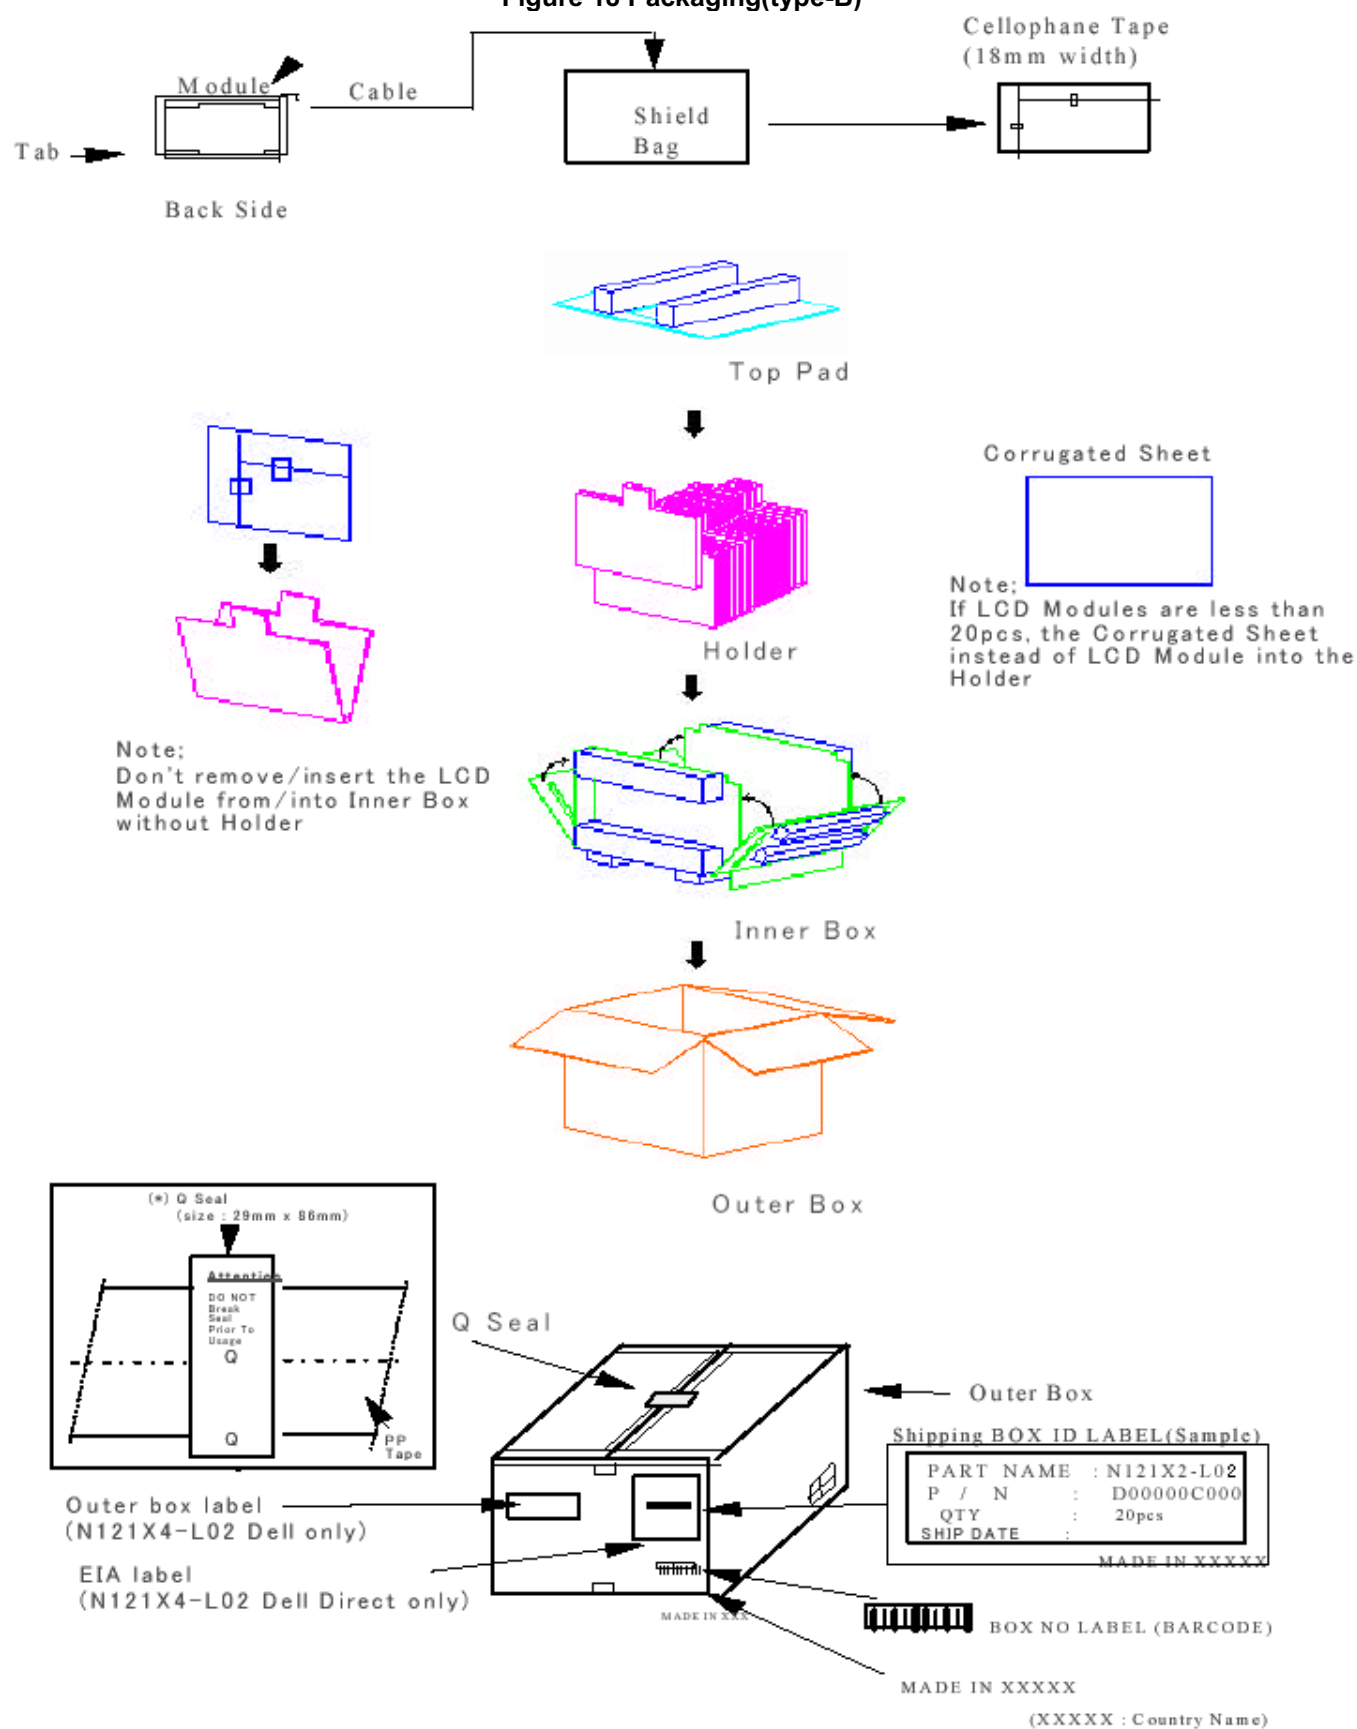 Figure 18 Packaging(type-B)
Cellophane Tape
(18mm width)
Module
Cable
Shield
Bag
Tab
Back Side
Top Pad
Corrugated Sheet
Note;
If LCD Modules are less than
20pcs, the Corrugated Sheet
instead of LCD Module into the
Holder
Holder
Note;
Don't remove/insert the LCD
Module from/into Inner Box
without Holder
Inner Box
Outer Box
(*) Q Seal
(size : 29mm x 86mm)
Attention
DO NOT
Break
Seal
Prior To
Usage
Q
Q
PP
Tape
Q Seal
Outer Box
Shipping BOX ID LABEL(Sample)
PART NAME : N121X2-L02
P / N : D00000C000
QTY : 20pcs
SHIP DATE :
MADE IN XXXXX
Outer box label
(N121X4-L02 Dell only)
EIA label
(N121X4-L02 Dell Direct only)
MADE IN XXX
BOX NO LABEL (BARCODE)
MADE IN XXXXX
(XXXXX : Country Name)